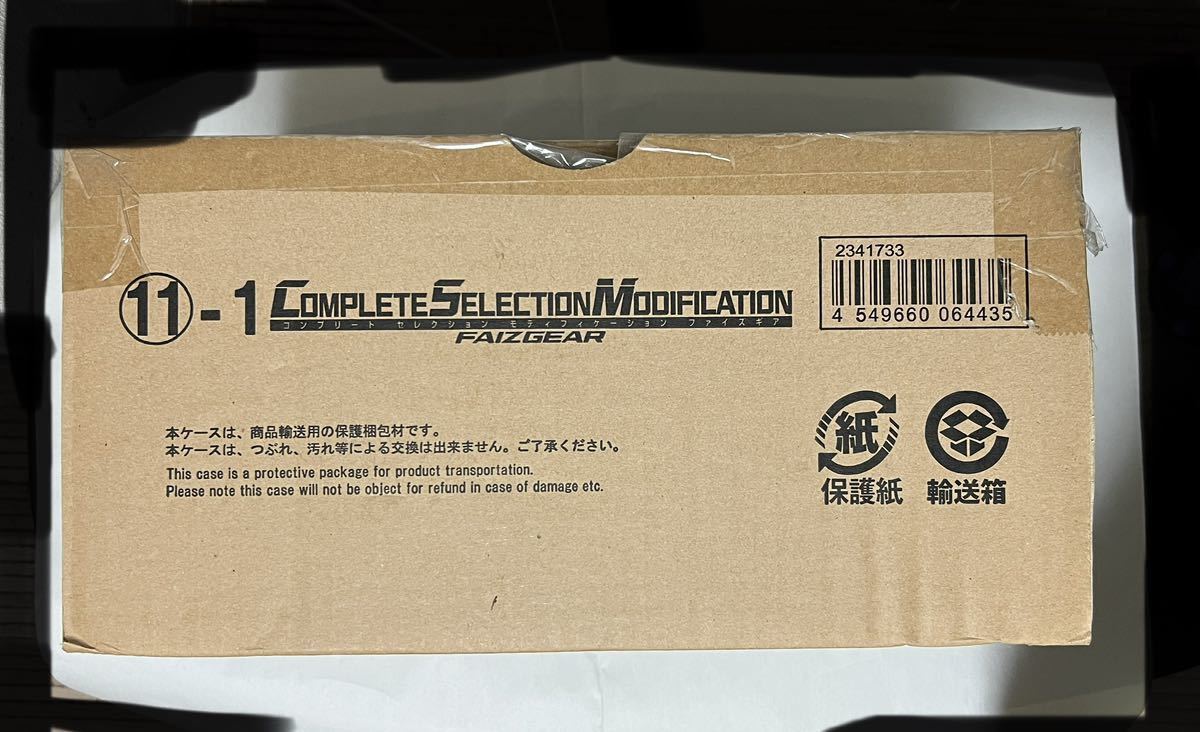 ⑪-1 COMPLETE SELECTION MODIFICATION
コンプリート セレクション モディフィケーション ファイズギア
FAIZGEAR
2341733
4 549660 064435
本ケースは、商品輸送用の保護梱包材です。
本ケースは、つぶれ、汚れ等による交換は出来ません。ご了承ください。
This case is a protective package for product transportation.
Please note this case will not be object for refund in case of damage etc.
紙
保護紙
輸送箱